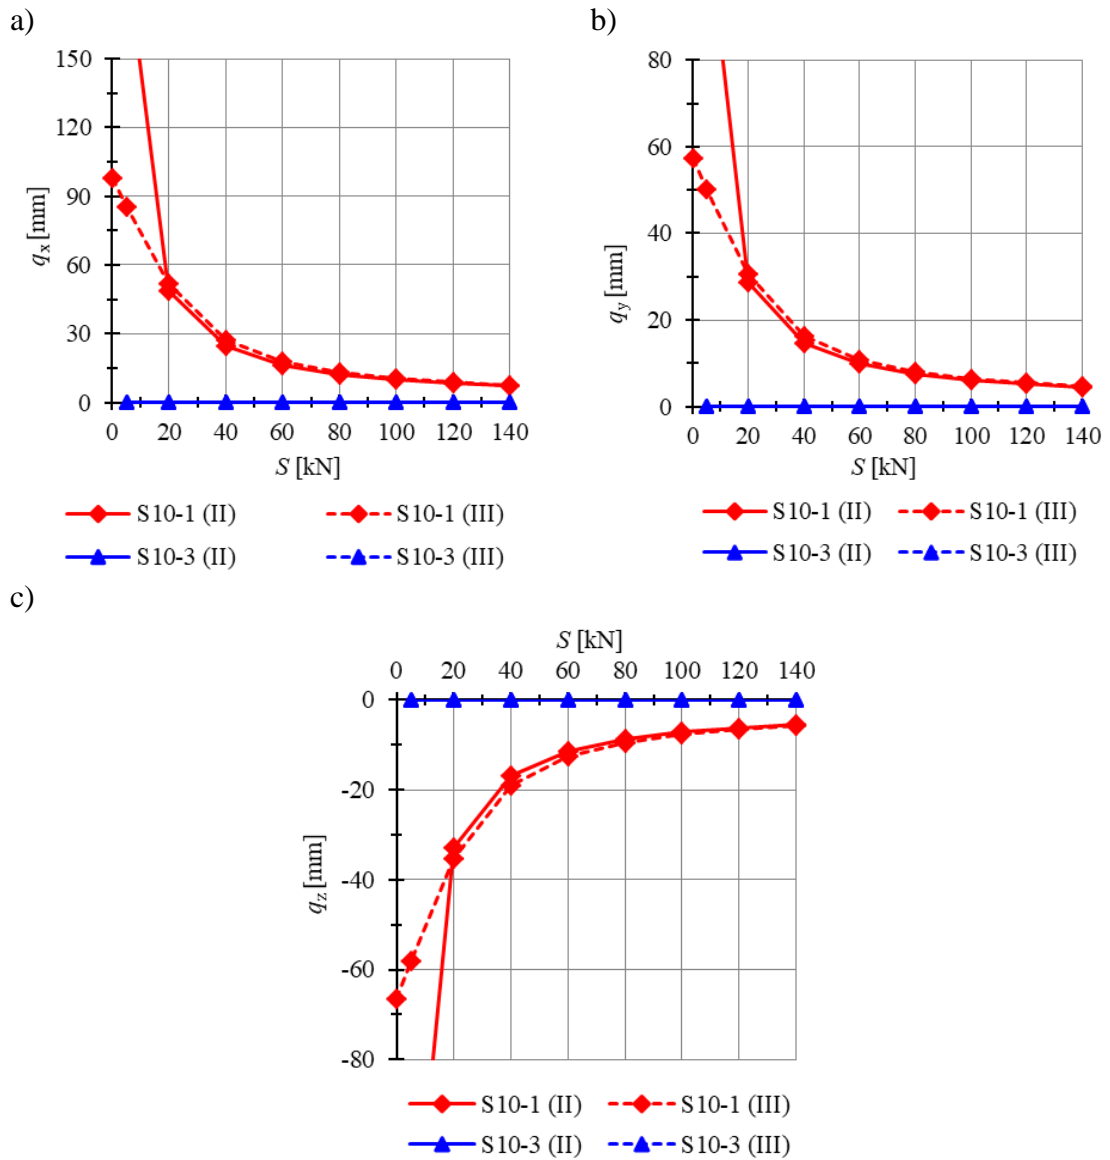 a)
150
120
90
60
30
0
qx [mm]
0 20 40 60 80 100 120 140
S [kN]
S10-1 (II) S10-1 (III)
S10-3 (II) S10-3 (III)
b)
80
60
40
20
0
qy [mm]
0 20 40 60 80 100 120 140
S [kN]
S10-1 (II) S10-1 (III)
S10-3 (II) S10-3 (III)
c)
S [kN]
0 20 40 60 80 100 120 140
0
-20
-40
-60
-80
qz [mm]
S10-1 (II) S10-1 (III)
S10-3 (II) S10-3 (III)